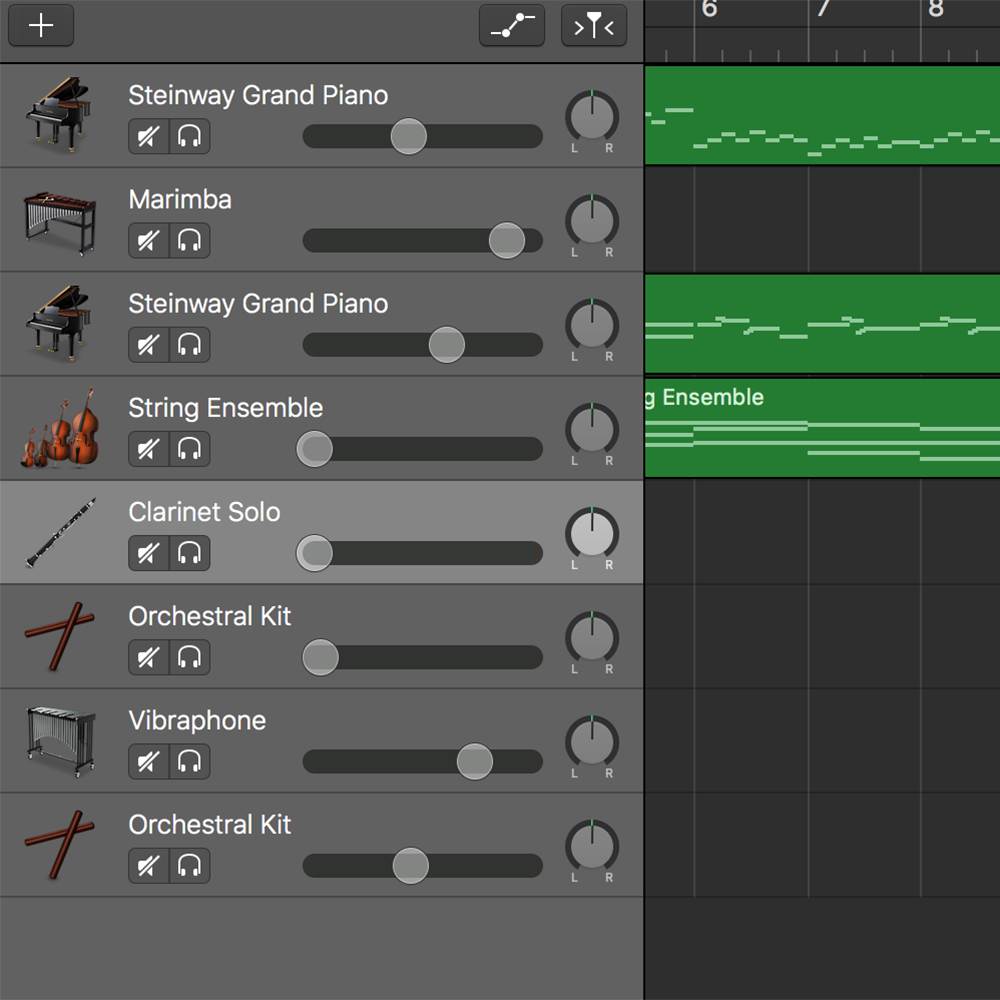 6 7 8
Steinway Grand Piano
L R
Marimba
L R
Steinway Grand Piano
L R
String Ensemble
g Ensemble
L R
Clarinet Solo
L R
Orchestral Kit
L R
Vibraphone
L R
Orchestral Kit
L R